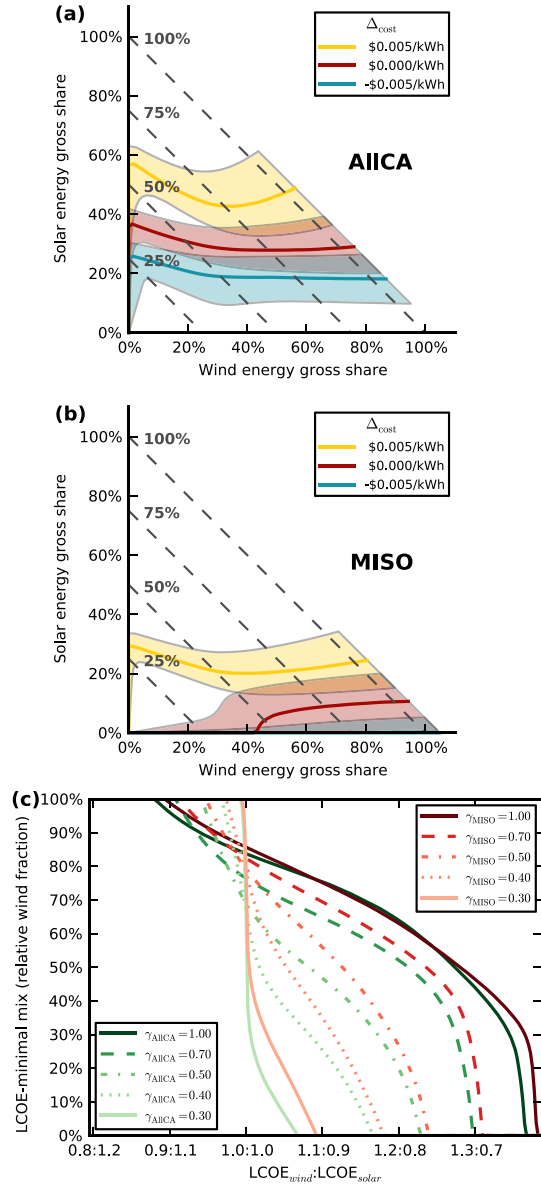 (a)
Δcost
$0.005/kWh
$0.000/kWh
-$0.005/kWh
AllCA
100%
75%
50%
25%
Solar energy gross share
100%
80%
60%
40%
20%
0%
0% 20% 40% 60% 80% 100%
Wind energy gross share
(b)
Δcost
$0.005/kWh
$0.000/kWh
-$0.005/kWh
MISO
100%
75%
50%
25%
Solar energy gross share
100%
80%
60%
40%
20%
0%
0% 20% 40% 60% 80% 100%
Wind energy gross share
(c)
LCOE-minimal mix (relative wind fraction)
100%
90%
80%
70%
60%
50%
40%
30%
20%
10%
0%
γMISO=1.00
γMISO=0.70
γMISO=0.50
γMISO=0.40
γMISO=0.30
γAllCA=1.00
γAllCA=0.70
γAllCA=0.50
γAllCA=0.40
γAllCA=0.30
0.8:1.2 0.9:1.1 1.0:1.0 1.1:0.9 1.2:0.8 1.3:0.7
LCOEwind:LCOEsolar